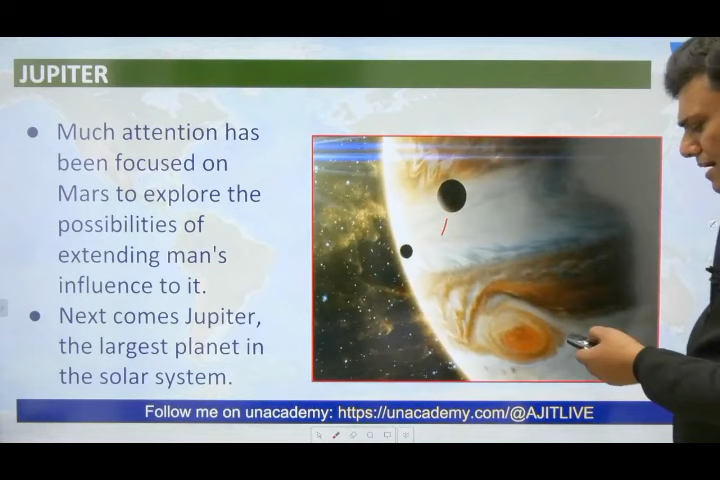 JUPITER
● Much attention has
been focused on
Mars to explore the
possibilities of
extending man's
influence to it.
● Next comes Jupiter,
the largest planet in
the solar system.
Follow me on unacademy: https://unacademy.com/@AJITLIVE